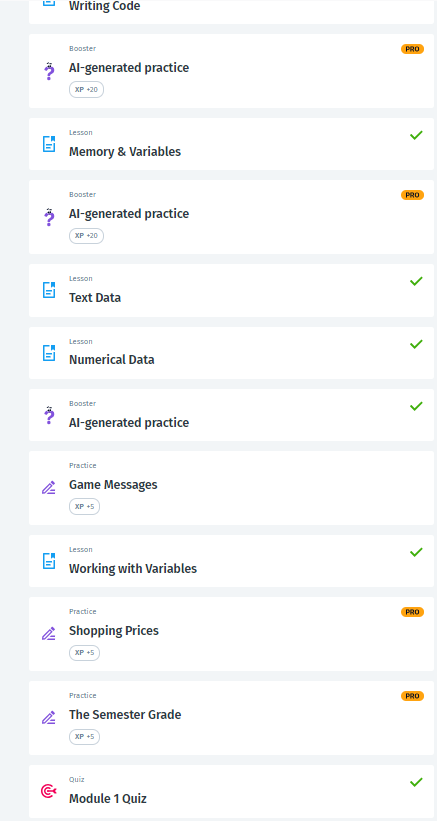 Writing Code
Booster
PRO
AI-generated practice
XP +20
Lesson
Memory & Variables
Booster
PRO
AI-generated practice
XP +20
Lesson
Text Data
Lesson
Numerical Data
Booster
AI-generated practice
Practice
Game Messages
XP +5
Lesson
Working with Variables
Practice
PRO
Shopping Prices
XP +5
Practice
PRO
The Semester Grade
XP +5
Quiz
Module 1 Quiz